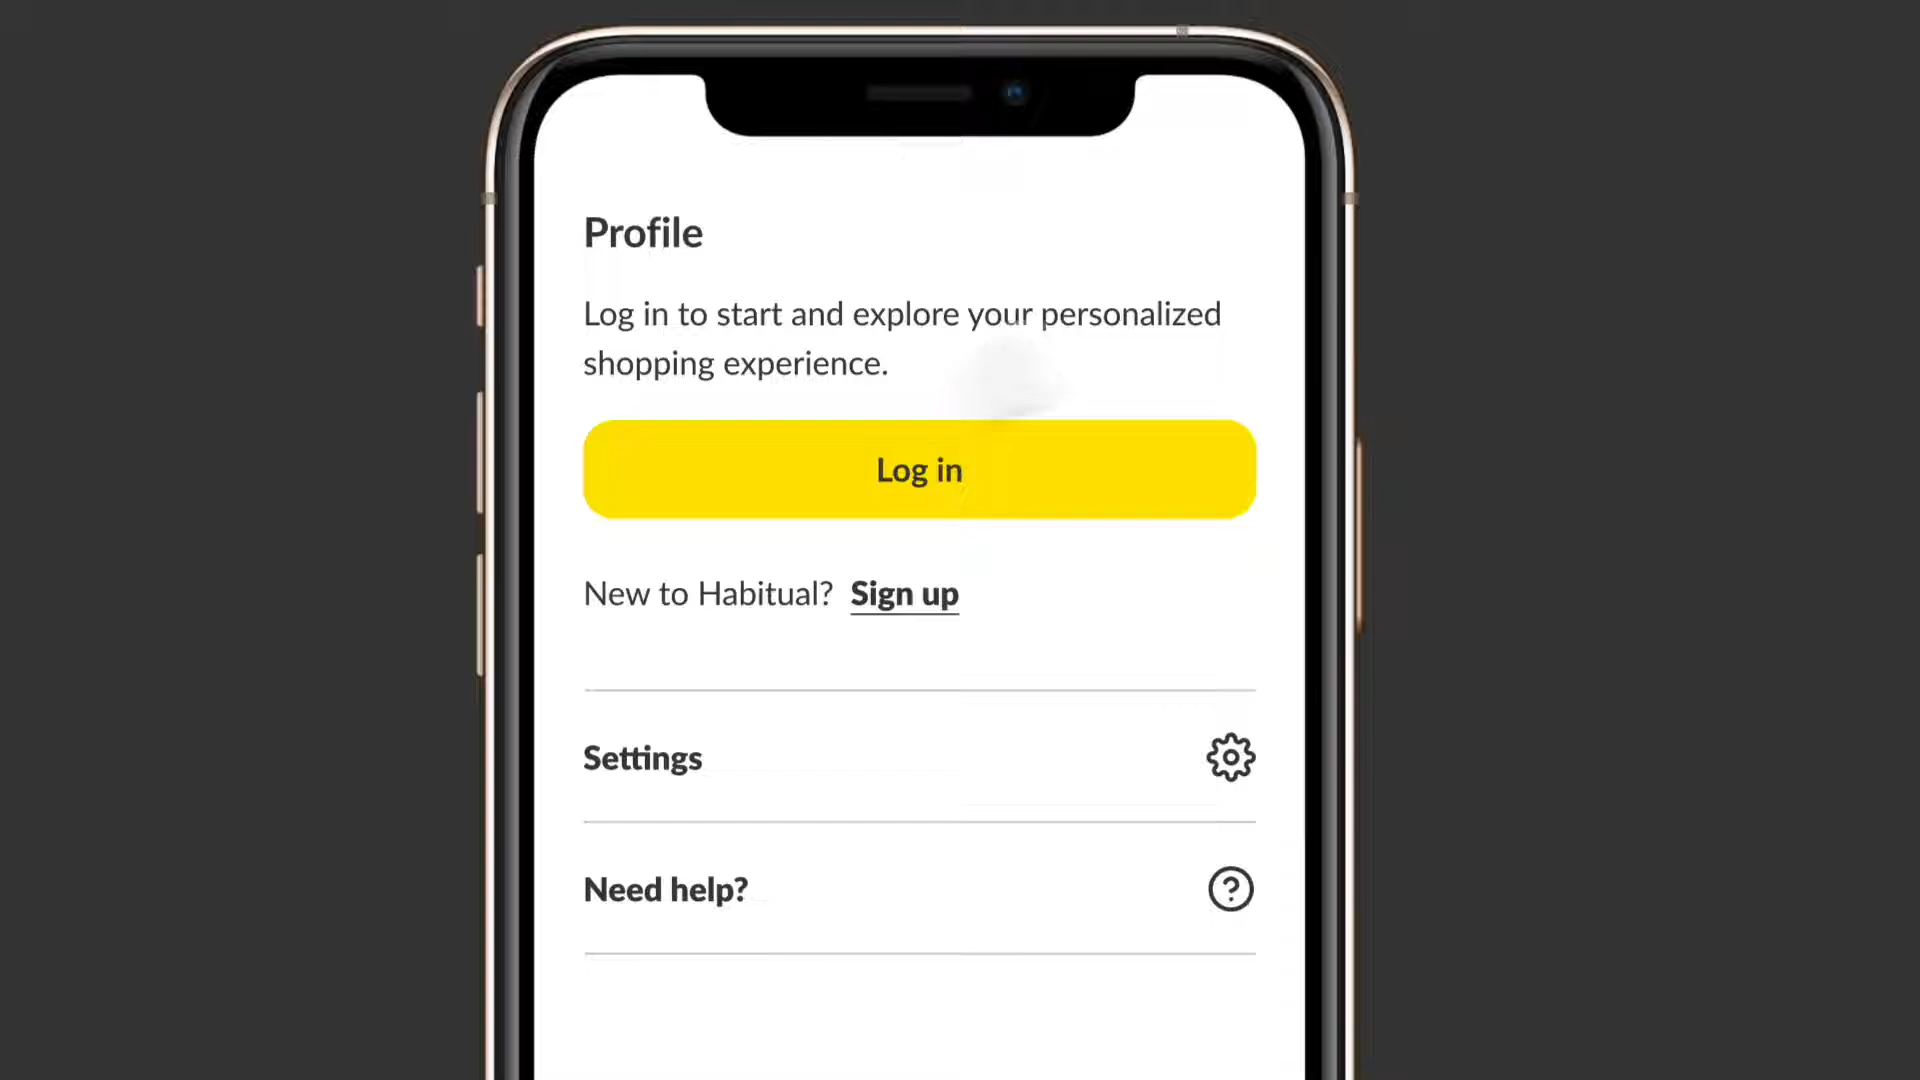 Profile
Log in to start and explore your personalized
shopping experience.
Log in
New to Habitual? Sign up
Settings
Need help?